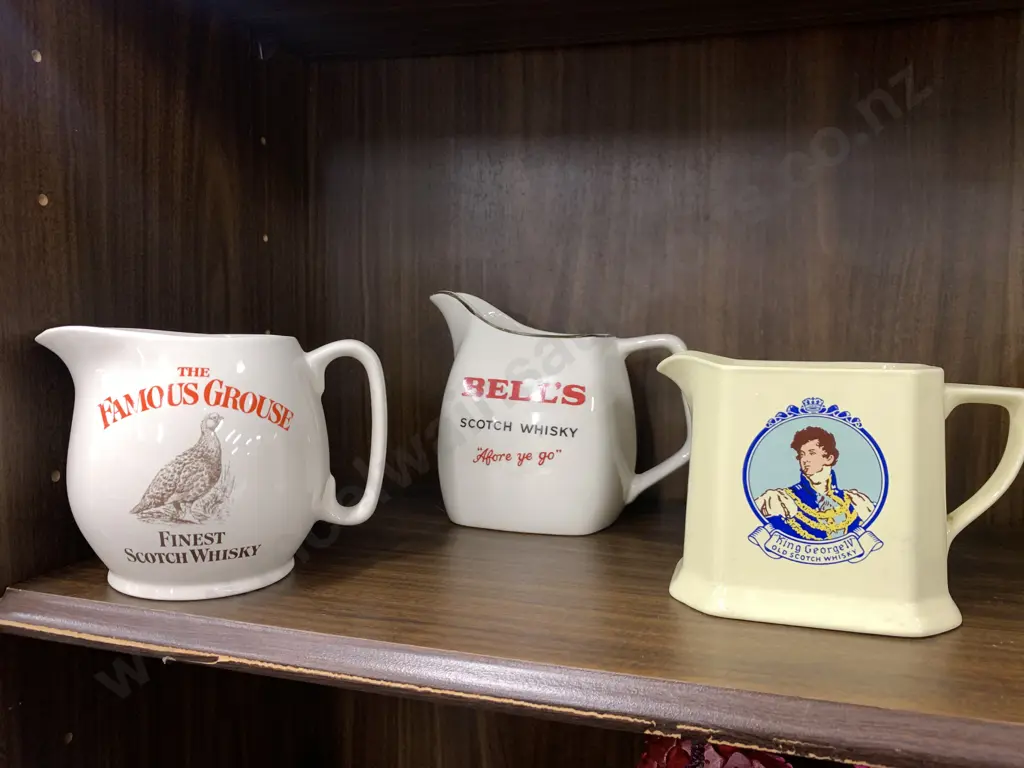 THE
FAMOUS GROUSE
FINEST
SCOTCH WHISKY
BELL'S
SCOTCH WHISKY
"Afore ye go"
King George IV
OLD SCOTCH WHISKY